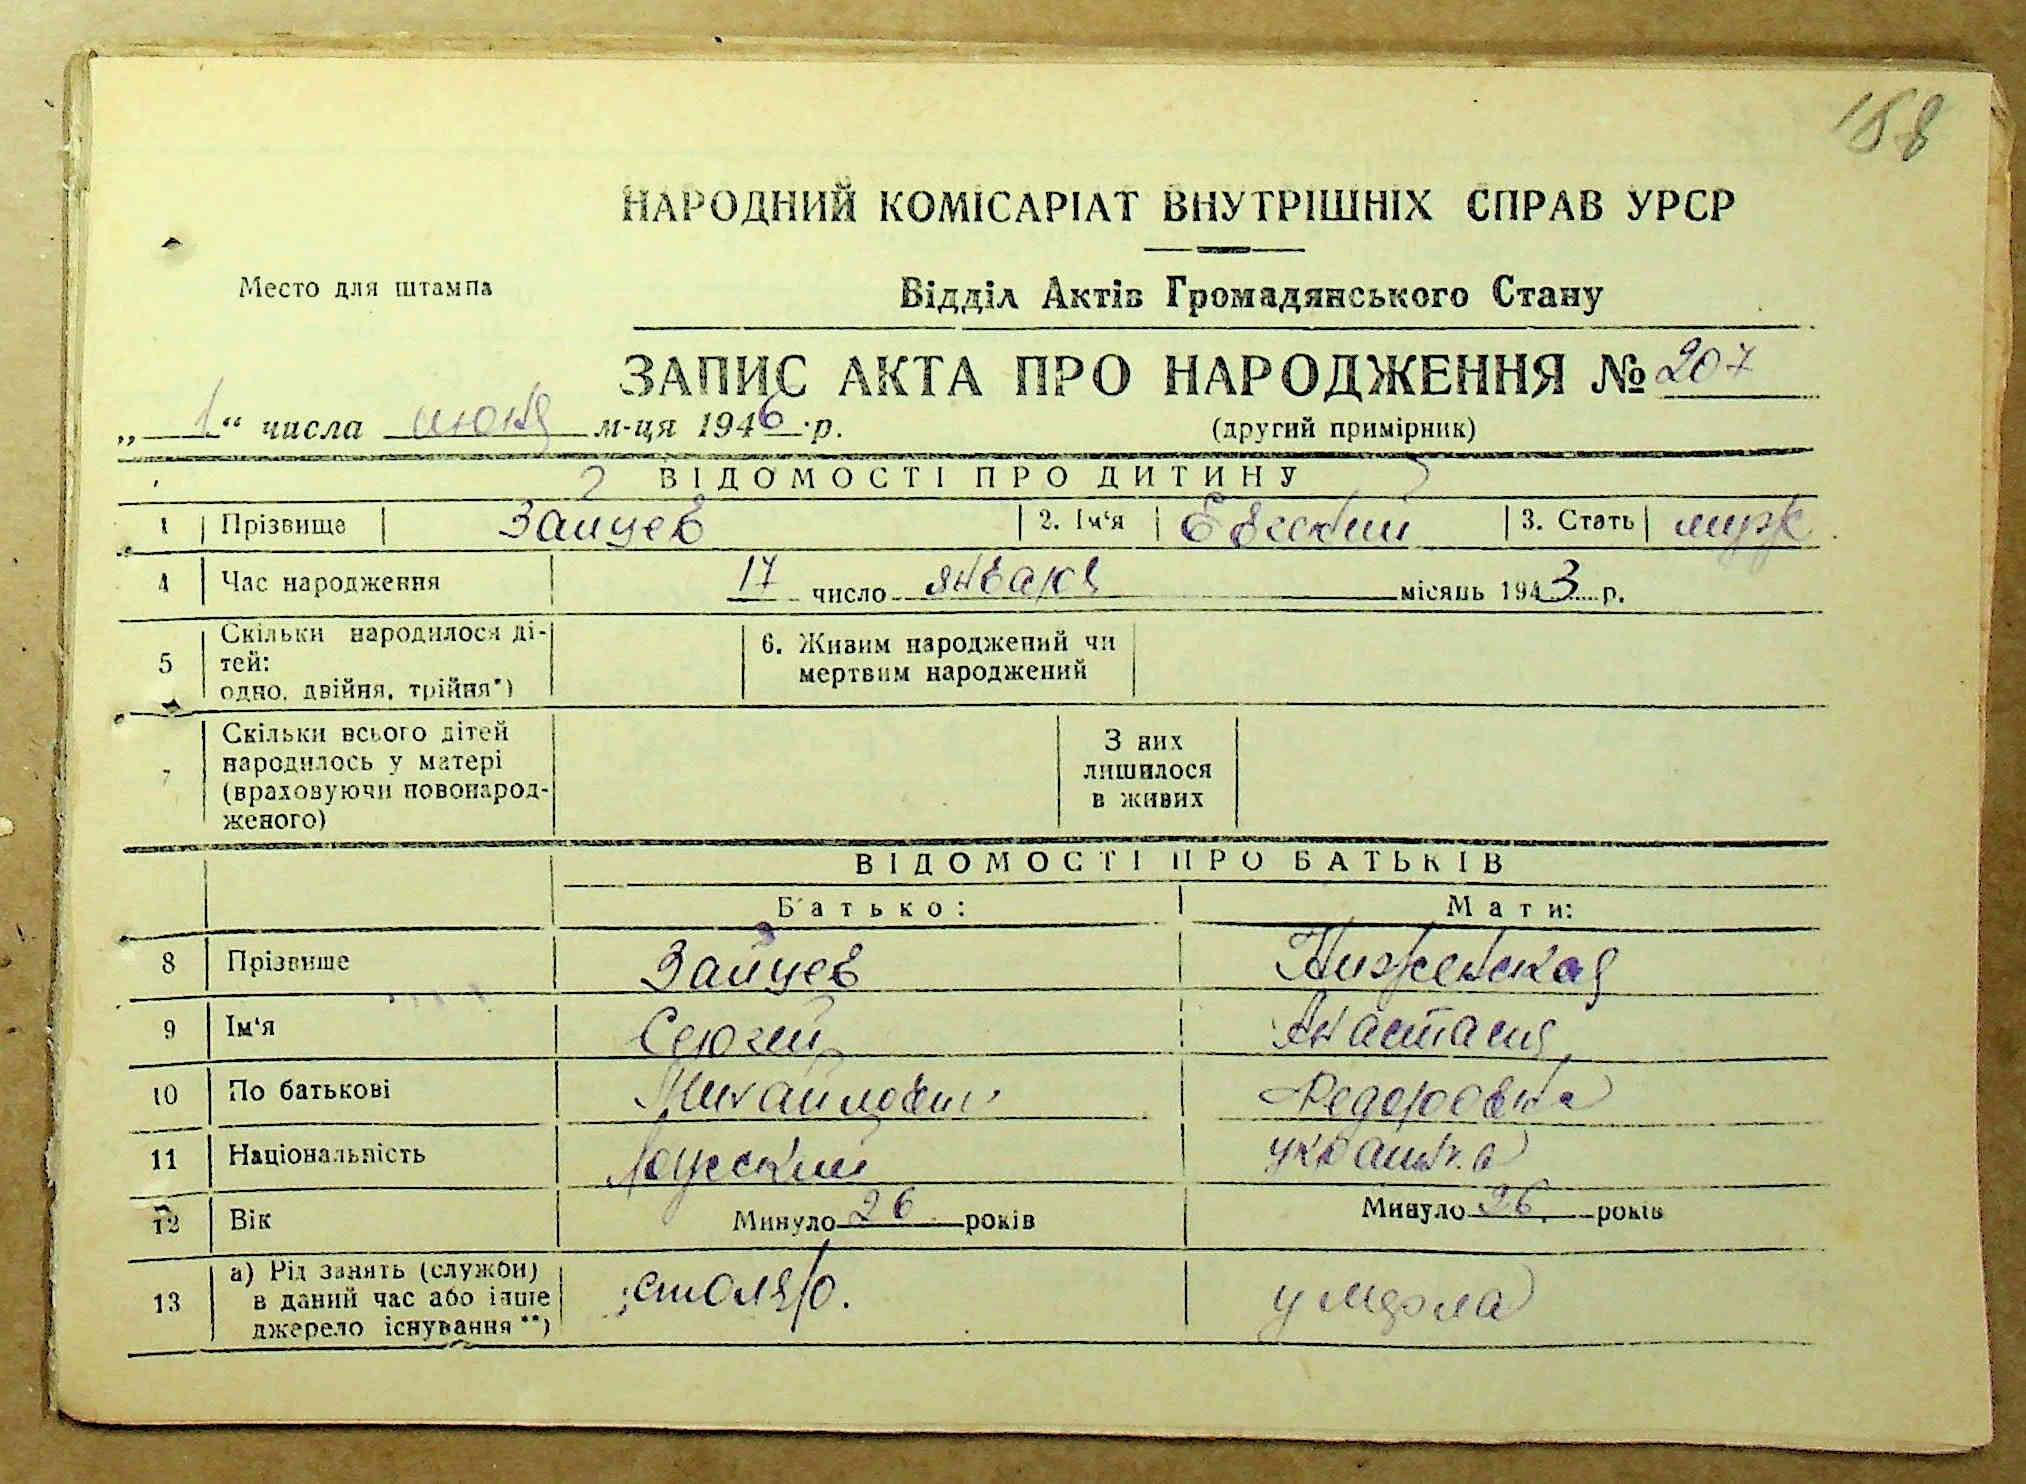 158
НАРОДНИЙ КОМІСАРІАТ ВНУТРІШНІХ СПРАВ УРСР
Место для штампа
Відділ Актів Громадянського Стану
ЗАПИС АКТА ПРО НАРОДЖЕННЯ № 207
„1“ числа июня м-ця 1946 р.
(другий примірник)
ВІДОМОСТІ ПРО ДИТИНУ
1 Прізвище Зайцев 2. Ім‘я Евгений 3. Стать муж
4 Час народження 17 число января місяць 1943 р.
5 Скільки народилося ді-
тей:
одно, двійня, трійня*)
6. Живим народжений чи
мертвим народжений
7 Скільки всього дітей
народилось у матері
(враховуючи новонарод-
женого)
З них
лишилося
в живих
ВІДОМОСТІ ПРО БАТЬКІВ
Батько: Мати:
8 Прізвище Зайцев Ниженская
9 Ім‘я Сергей Анастасия
10 По батькові Михайлович Федоровна
11 Національність Русский украинка
12 Вік Минуло 26 років Минуло 26 років
13 а) Рід занять (служби)
в даний час або інше
джерело існування**)
столяр. умерла